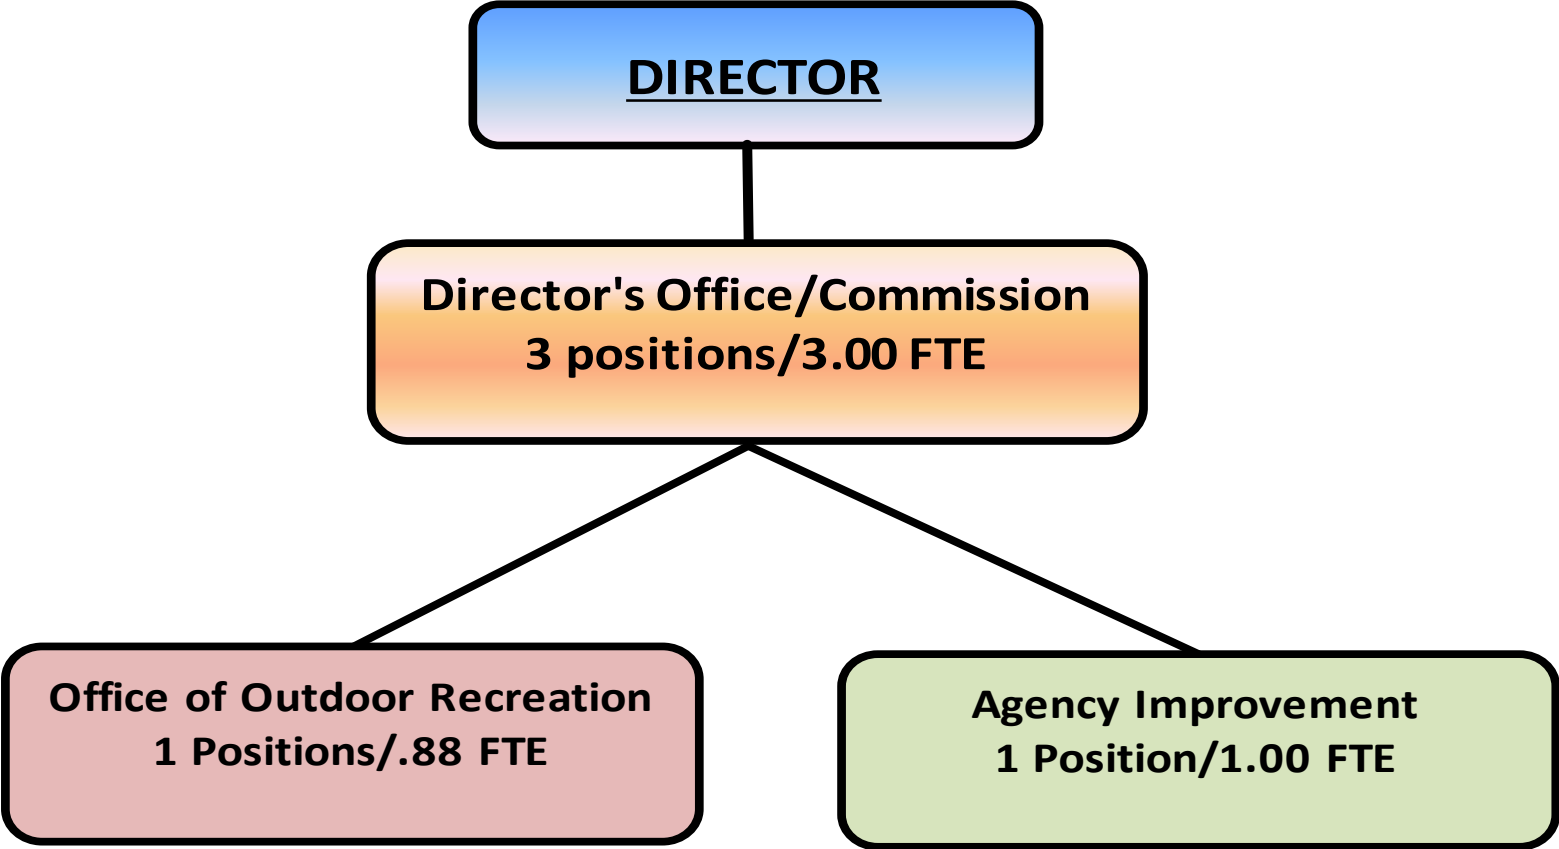 DIRECTOR
Director's Office/Commission
3 positions/3.00 FTE
Office of Outdoor Recreation
1 Positions/.88 FTE
Agency Improvement
1 Position/1.00 FTE